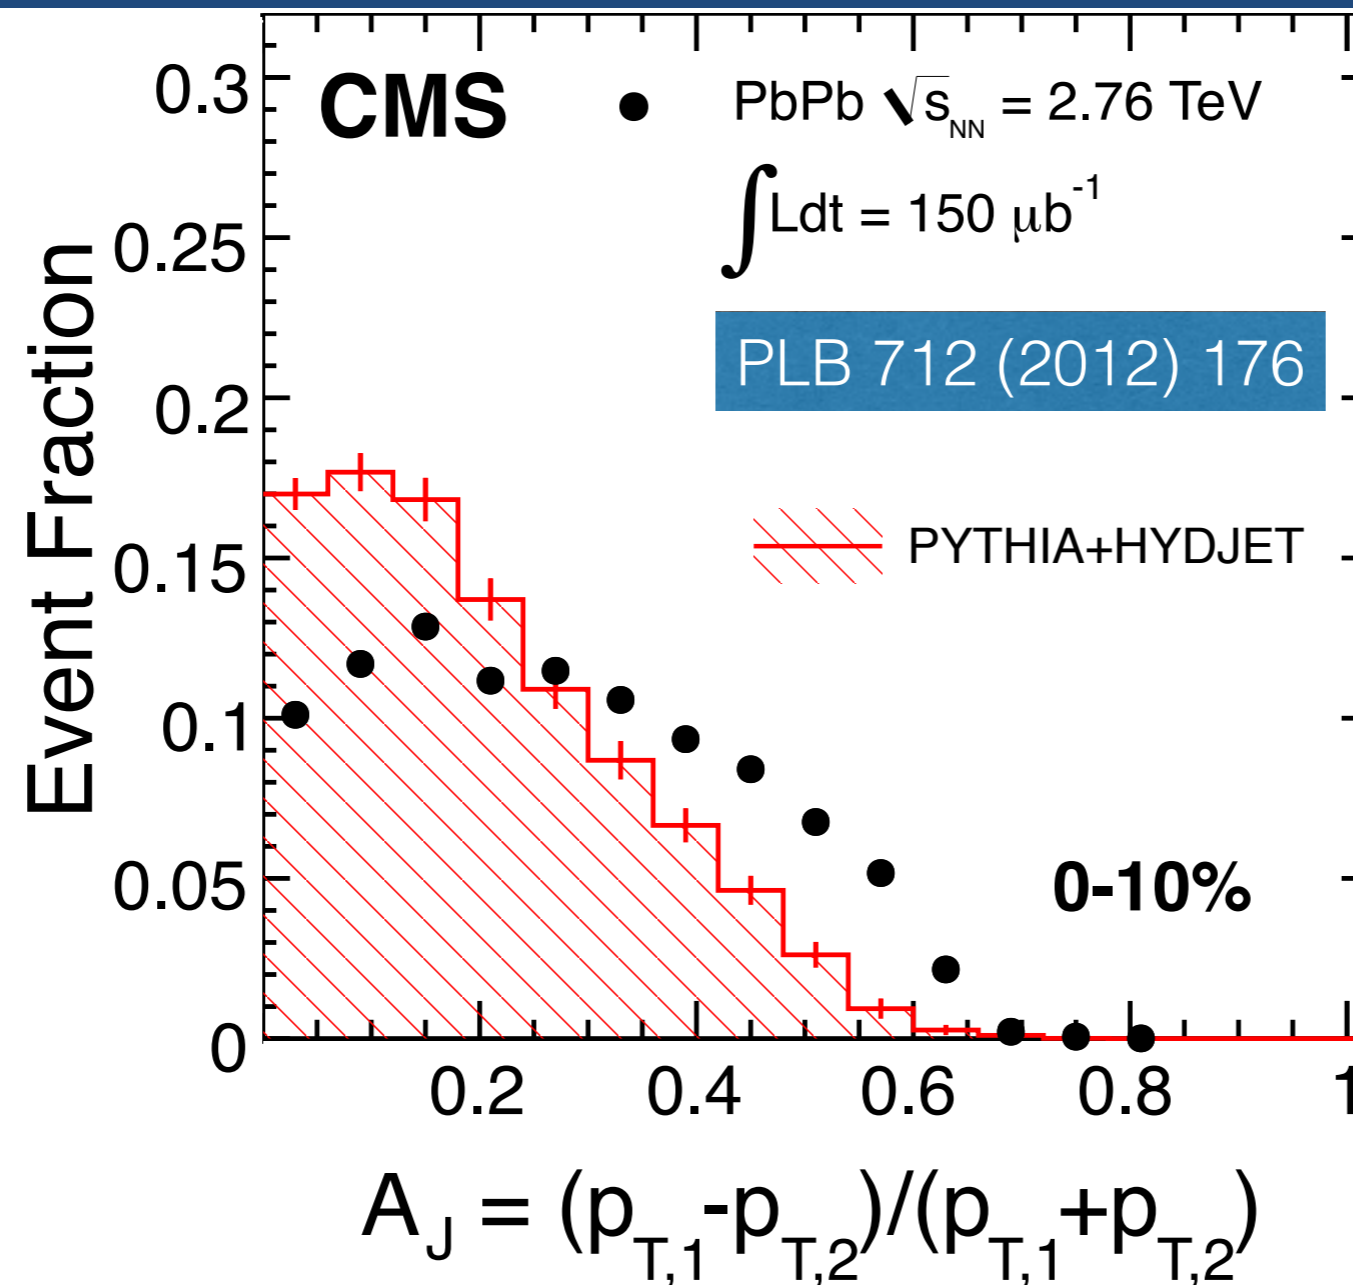 CMS
PbPb √s_NN = 2.76 TeV
∫Ldt = 150 μb⁻¹
PLB 712 (2012) 176
PYTHIA+HYDJET
0-10%
Event Fraction
0.3
0.25
0.2
0.15
0.1
0.05
0
0.2 0.4 0.6 0.8 1
A_J = (p_T,1-p_T,2)/(p_T,1+p_T,2)